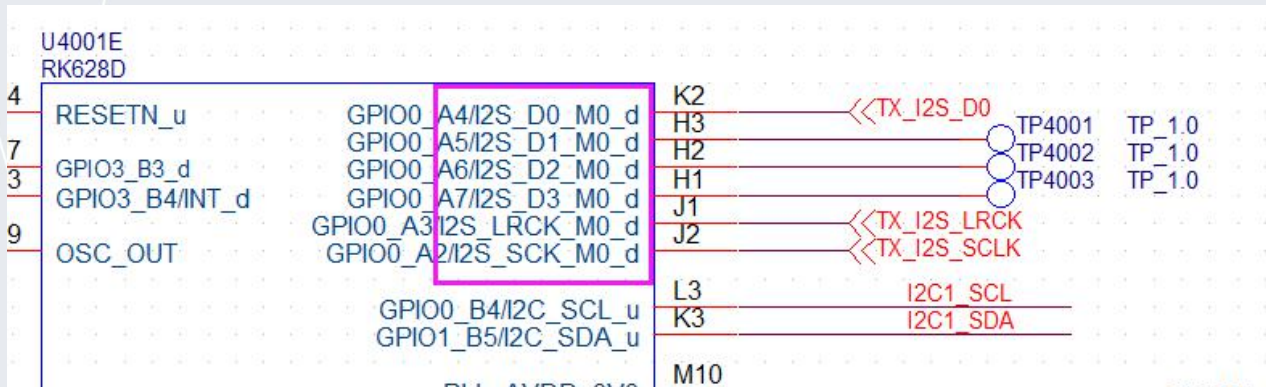 U4001E
RK628D
4 RESETN_u GPIO0_A4/I2S_D0_M0_d K2 TX_I2S_D0
GPIO0_A5/I2S_D1_M0_d H3 TP4001 TP_1.0
7 GPIO3_B3_d GPIO0_A6/I2S_D2_M0_d H2 TP4002 TP_1.0
3 GPIO3_B4/INT_d GPIO0_A7/I2S_D3_M0_d H1 TP4003 TP_1.0
GPIO0_A3/I2S_LRCK_M0_d J1 TX_I2S_LRCK
9 OSC_OUT GPIO0_A2/I2S_SCK_M0_d J2 TX_I2S_SCLK
GPIO0_B4/I2C_SCL_u L3 I2C1_SCL
GPIO1_B5/I2C_SDA_u K3 I2C1_SDA
M10